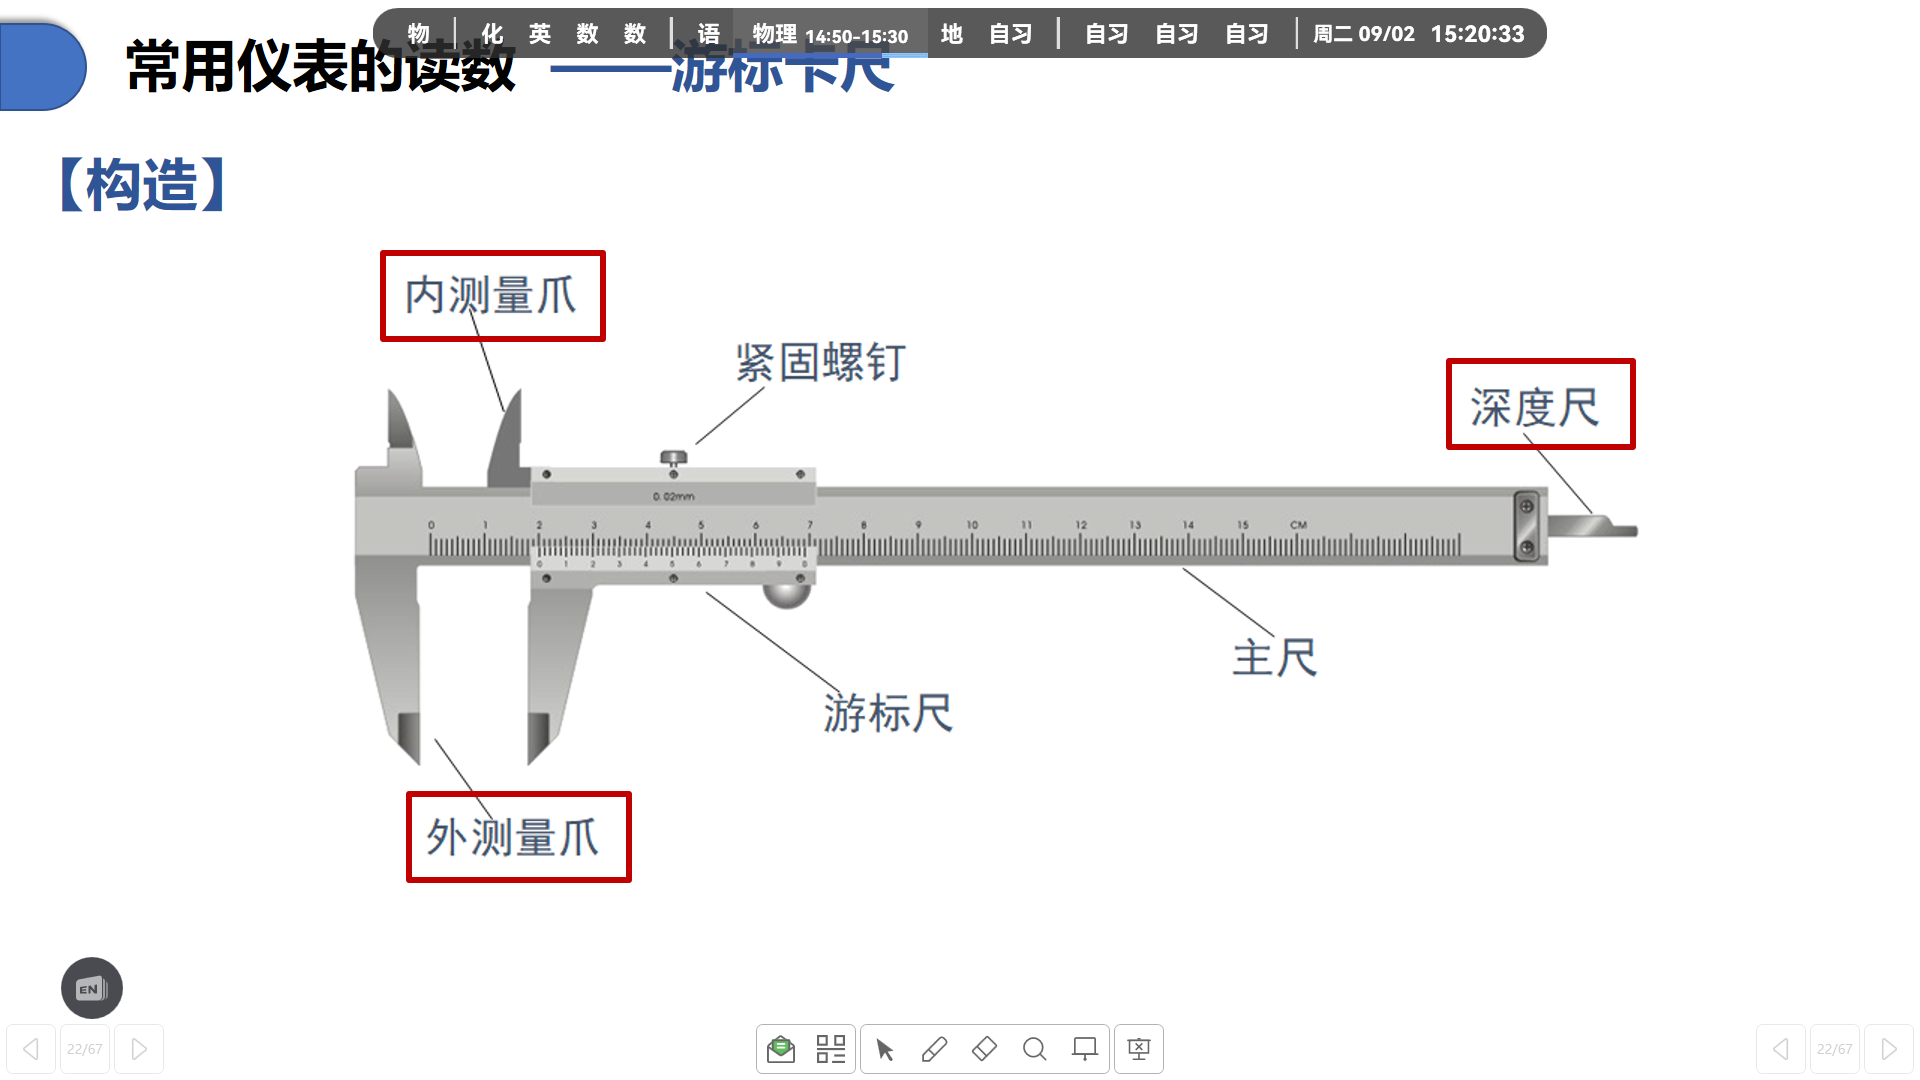 物 | 化 英 数 数 | 语 物理 14:50-15:30 地 自习 | 自习 自习 自习 | 周二 09/02 15:20:33
常用仪表的读数 ——游标卡尺
【构造】
内测量爪
紧固螺钉
深度尺
0.02mm
0 1 2 3 4 5 6 7 8 9 10 11 12 13 14 15 CM
0 1 2 3 4 5 6 7 8 9 0
主尺
游标尺
外测量爪
EN
22/67
22/67